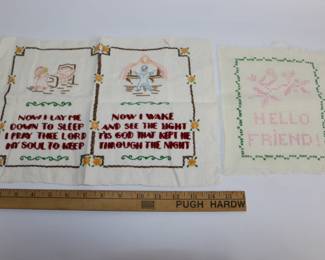 NOW I LAY ME
DOWN TO SLEEP
I PRAY THEE LORD
MY SOUL TO KEEP
NOW I WAKE
AND SEE THE LIGHT
TIS GOD THAT KEPT ME
THROUGH THE NIGHT
HELLO
FRIEND!
PUGH HARDW